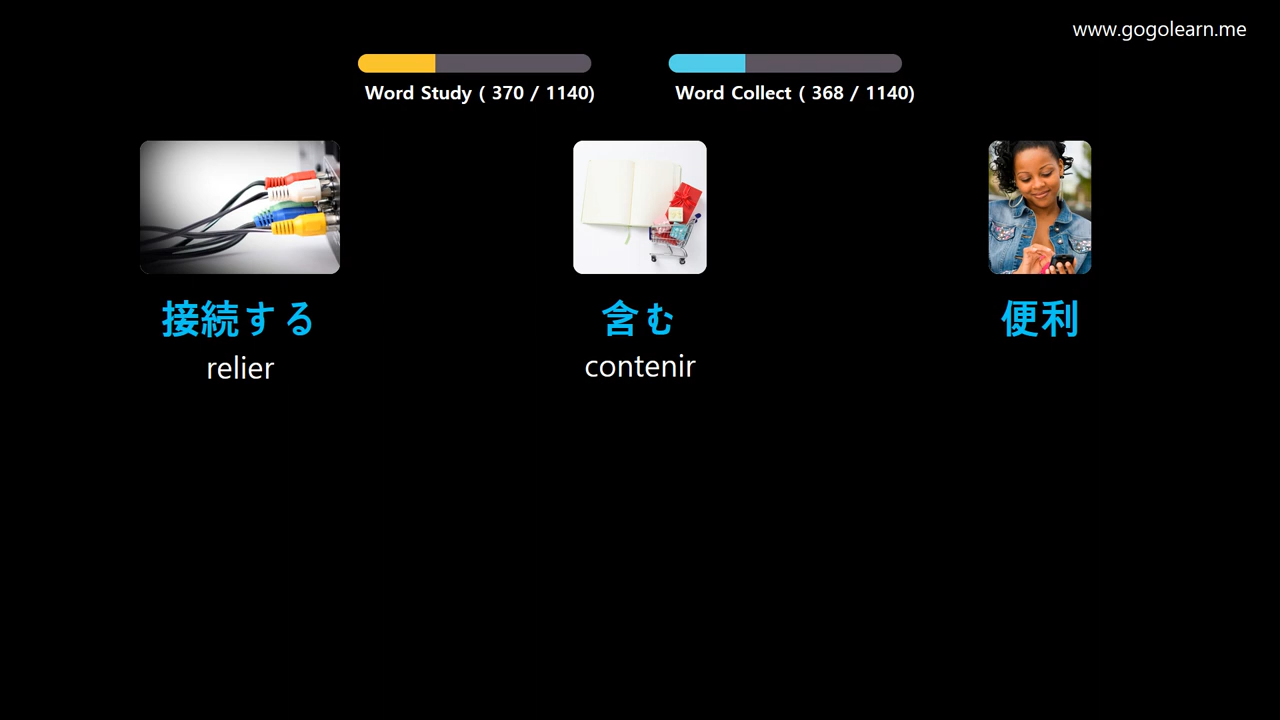 www.gogolearn.me
Word Study ( 370 / 1140)
Word Collect ( 368 / 1140)
接続する
relier
含む
contenir
便利